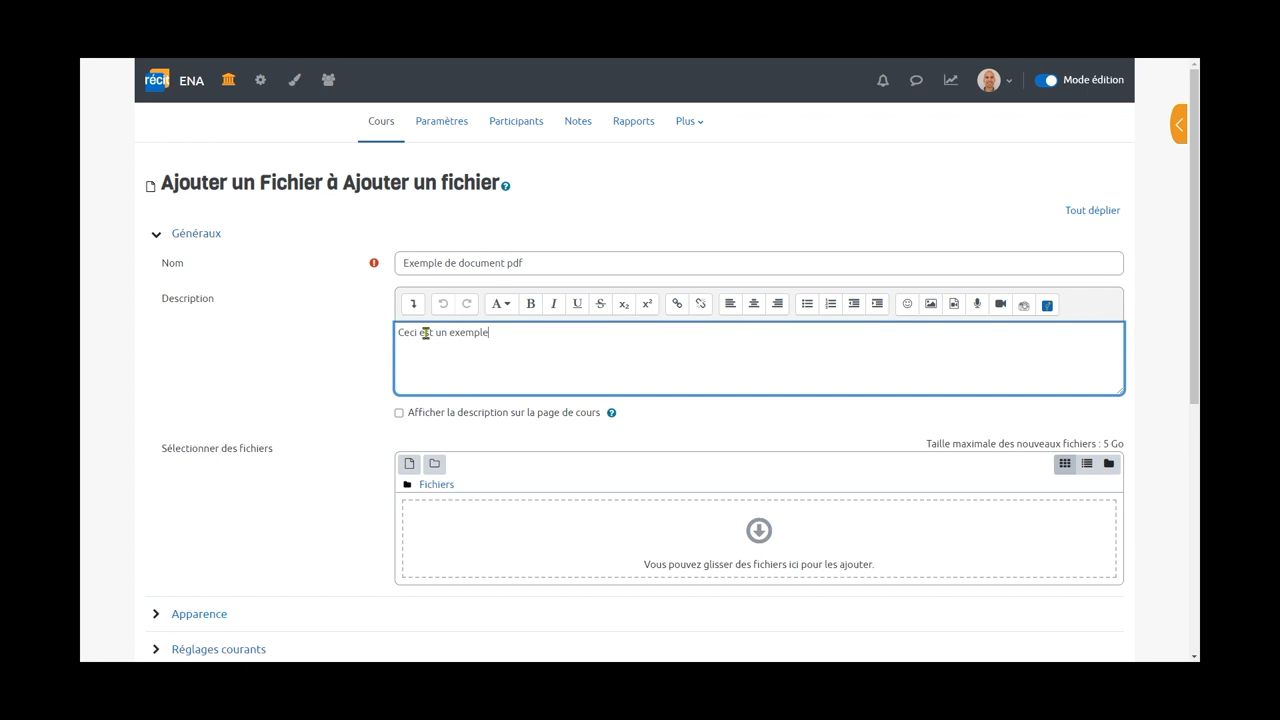 récit ENA Mode édition
Cours Paramètres Participants Notes Rapports Plus
Ajouter un Fichier à Ajouter un fichier
Tout déplier
Généraux
Nom Exemple de document pdf
Description
Ceci est un exemple
Afficher la description sur la page de cours
Sélectionner des fichiers Taille maximale des nouveaux fichiers : 5 Go
Fichiers
Vous pouvez glisser des fichiers ici pour les ajouter.
Apparence
Réglages courants